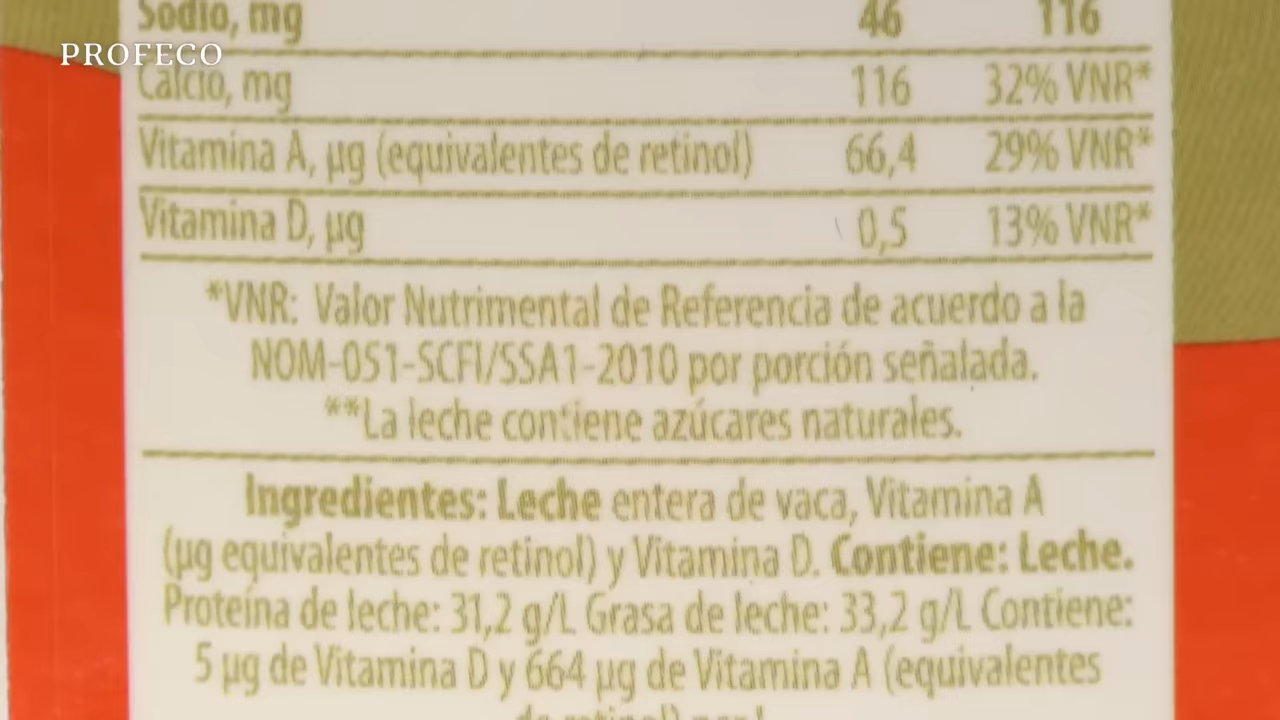 Sodio, mg 46 116
PROFECO
Calcio, mg 116 32% VNR*
Vitamina A, µg (equivalentes de retinol) 66,4 29% VNR*
Vitamina D, µg 0,5 13% VNR*
*VNR: Valor Nutrimental de Referencia de acuerdo a la
NOM-051-SCFI/SSA1-2010 por porción señalada.
**La leche contiene azúcares naturales.
Ingredientes: Leche entera de vaca, Vitamina A
(µg equivalentes de retinol) y Vitamina D. Contiene: Leche.
Proteína de leche: 31,2 g/L Grasa de leche: 33,2 g/L Contiene:
5 µg de Vitamina D y 664 µg de Vitamina A (equivalentes
de retinol) por